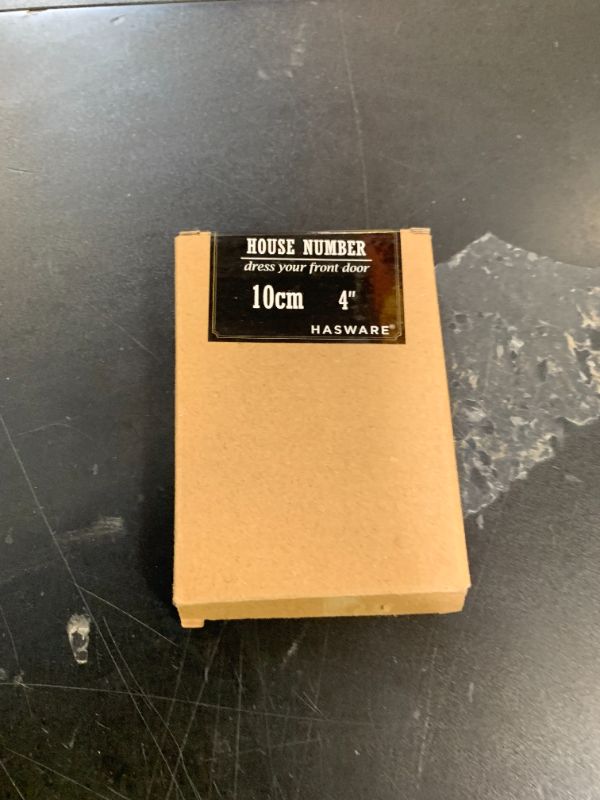 HOUSE NUMBER
dress your front door
10cm 4"
HASWARE®